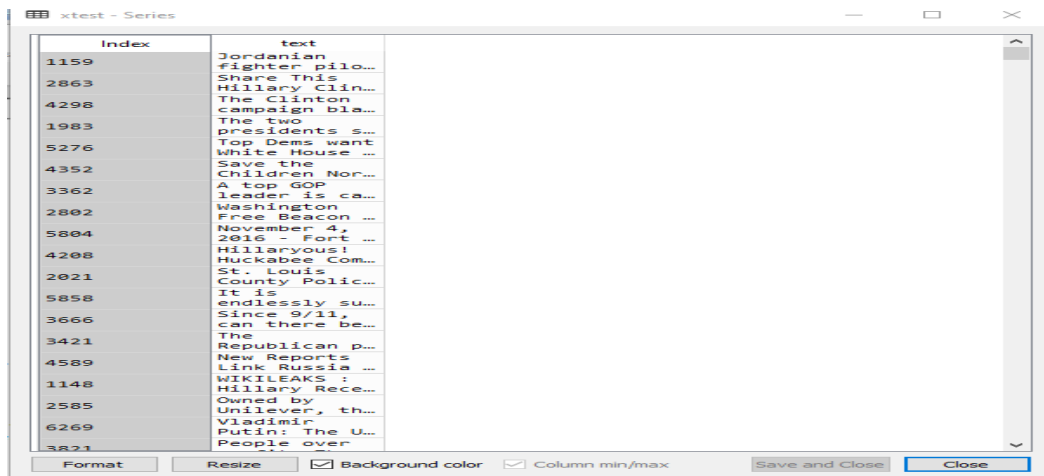 xtest - Series
Index text
1159 Jordanian
fighter pilo...
2863 Share This
Hillary Clin...
4298 The Clinton
campaign bla...
1983 The two
presidents s...
5276 Top Dems want
White House ...
4352 Save the
Children Nor...
3362 A top GOP
leader is ca...
2802 Washington
Free Beacon ...
5804 November 4,
2016 - Fort ...
4208 Hillaryous!
Huckabee Com...
2021 St. Louis
County Polic...
5858 It is
endlessly su...
3666 Since 9/11,
can there be...
3421 The
Republican p...
4589 New Reports
Link Russia ...
1148 WIKILEAKS :
Hillary Rece...
2585 Owned by
Unilever, th...
6269 Vladimir
Putin: The U...
3821 People over
Format Resize Background color Column min/max Save and Close Close